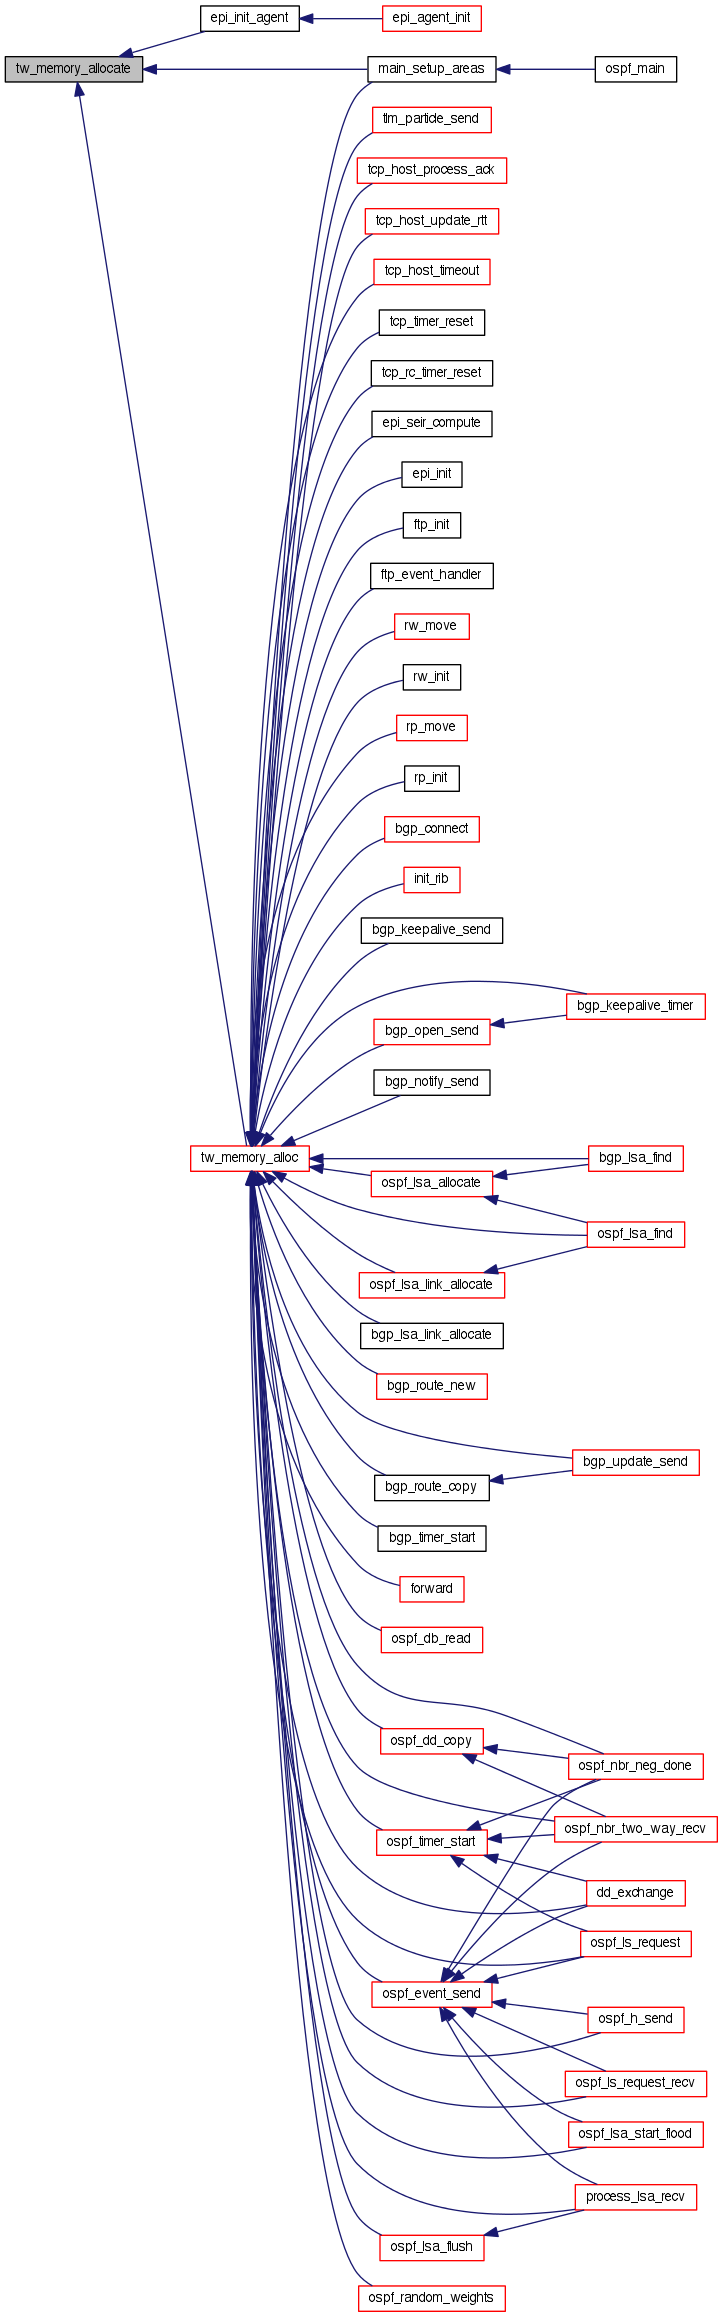 epi_init_agent
epi_agent_init
tw_memory_allocate
main_setup_areas
ospf_main
tlm_particle_send
tcp_host_process_ack
tcp_host_update_rtt
tcp_host_timeout
tcp_timer_reset
tcp_rc_timer_reset
epi_seir_compute
epi_init
ftp_init
ftp_event_handler
rw_move
rw_init
rp_move
rp_init
bgp_connect
init_rib
bgp_keepalive_send
bgp_keepalive_timer
bgp_open_send
bgp_notify_send
tw_memory_alloc
bgp_lsa_find
ospf_lsa_allocate
ospf_lsa_find
ospf_lsa_link_allocate
bgp_lsa_link_allocate
bgp_route_new
bgp_update_send
bgp_route_copy
bgp_timer_start
forward
ospf_db_read
ospf_dd_copy
ospf_nbr_neg_done
ospf_nbr_two_way_recv
ospf_timer_start
dd_exchange
ospf_ls_request
ospf_event_send
ospf_h_send
ospf_ls_request_recv
ospf_lsa_start_flood
process_lsa_recv
ospf_lsa_flush
ospf_random_weights